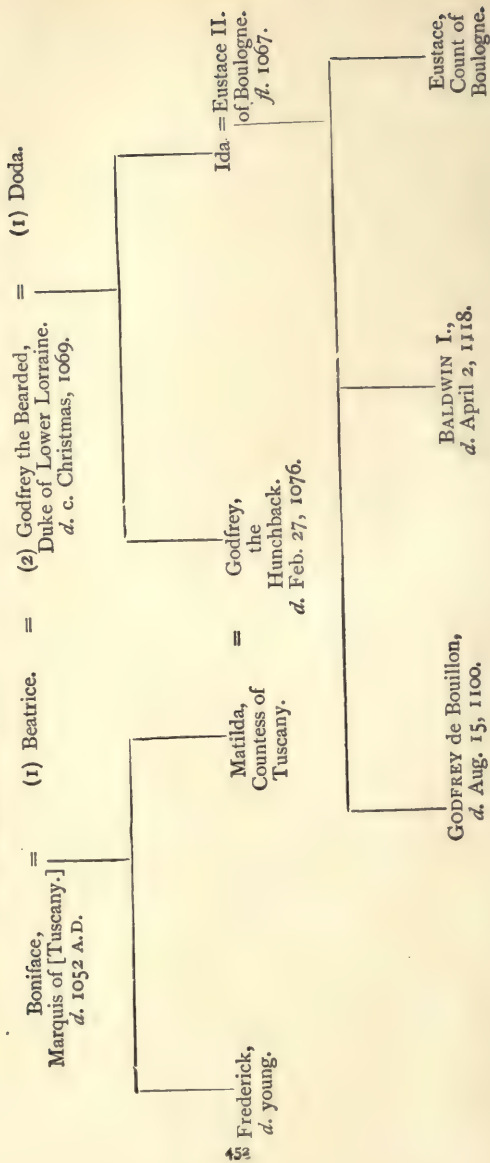 Boniface,
Marquis of [Tuscany.]
d. 1052 A.D.
=
(1) Beatrice.
=
(2) Godfrey the Bearded,
Duke of Lower Lorraine.
d. c. Christmas, 1069.
=
(1) Doda.
Frederick,
d. young.
Matilda,
Countess of
Tuscany.
=
Godfrey,
the
Hunchback.
d. Feb. 27, 1076.
Ida = Eustace II.
of Boulogne.
fl. 1067.
GODFREY de Bouillon,
d. Aug. 15, 1100.
BALDWIN I.,
d. April 2, 1118.
Eustace,
Count of
Boulogne.
452